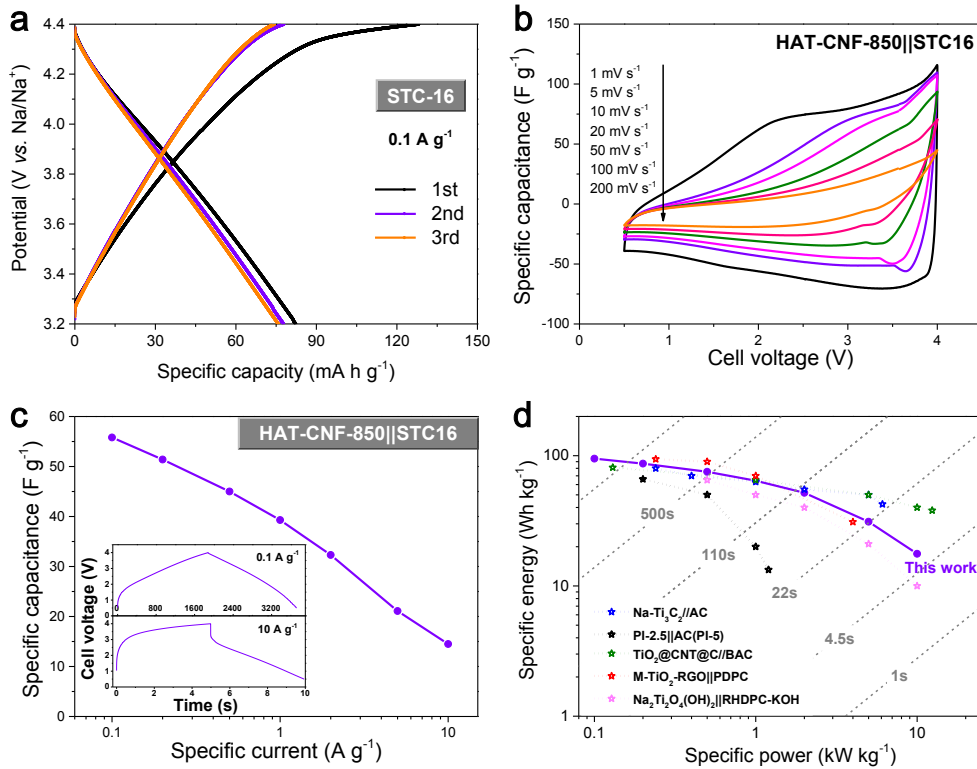 a
4.4
4.2
4.0
3.8
3.6
3.4
3.2
Potential (V vs. Na/Na⁺)
STC-16
0.1 A g⁻¹
1st
2nd
3rd
0 30 60 90 120 150
Specific capacity (mA h g⁻¹)
b
HAT-CNF-850||STC16
150
100
50
0
-50
-100
Specific capacitance (F g⁻¹)
1 mV s⁻¹
5 mV s⁻¹
10 mV s⁻¹
20 mV s⁻¹
50 mV s⁻¹
100 mV s⁻¹
200 mV s⁻¹
0 1 2 3 4
Cell voltage (V)
c
HAT-CNF-850||STC16
60
55
50
45
40
35
30
25
20
15
10
5
0
Specific capacitance (F g⁻¹)
Cell voltage (V)
4
3
2
1
0
0.1 A g⁻¹
0 800 1600 2400 3200
4
3
2
1
0
10 A g⁻¹
0 2 4 6 8 10
Time (s)
0.1 1 10
Specific current (A g⁻¹)
d
100
10
1
Specific energy (Wh kg⁻¹)
500s
110s
22s
4.5s
1s
This work
Na-Ti₃C₂//AC
PI-2.5||AC(PI-5)
TiO₂@CNT@C//BAC
M-TiO₂-RGO||PDPC
Na₂Ti₂O₄(OH)₂||RHDPC-KOH
0.1 1 10
Specific power (kW kg⁻¹)